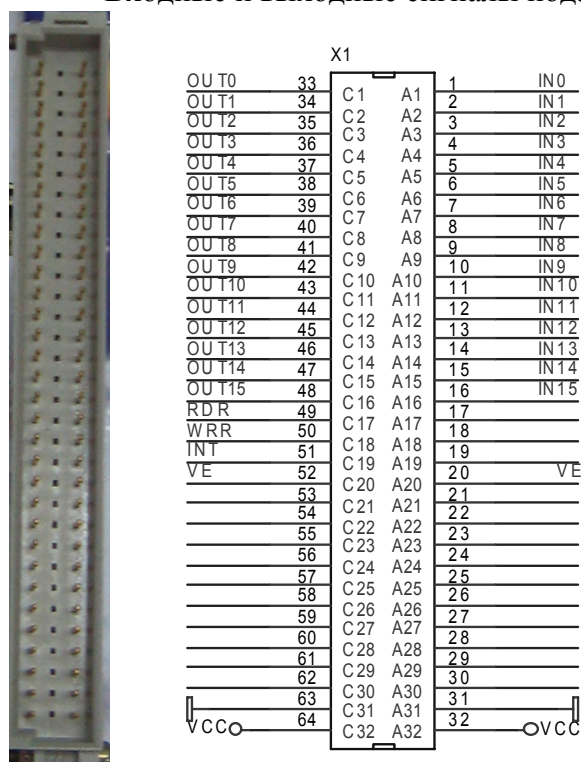 X1
OUT0 33 C1 A1 1 IN0
OUT1 34 C2 A2 2 IN1
OUT2 35 C3 A3 3 IN2
OUT3 36 C4 A4 4 IN3
OUT4 37 C5 A5 5 IN4
OUT5 38 C6 A6 6 IN5
OUT6 39 C7 A7 7 IN6
OUT7 40 C8 A8 8 IN7
OUT8 41 C9 A9 9 IN8
OUT9 42 C10 A10 10 IN9
OUT10 43 C11 A11 11 IN10
OUT11 44 C12 A12 12 IN11
OUT12 45 C13 A13 13 IN12
OUT13 46 C14 A14 14 IN13
OUT14 47 C15 A15 15 IN14
OUT15 48 C16 A16 16 IN15
RDR 49 C17 A17 17
WRR 50 C18 A18 18
INT 51 C19 A19 19
VE 52 C20 A20 20 VE
53 C21 A21 21
54 C22 A22 22
55 C23 A23 23
56 C24 A24 24
57 C25 A25 25
58 C26 A26 26
59 C27 A27 27
60 C28 A28 28
61 C29 A29 29
62 C30 A30 30
63 C31 A31 31
VCC 64 C32 A32 32 VCC